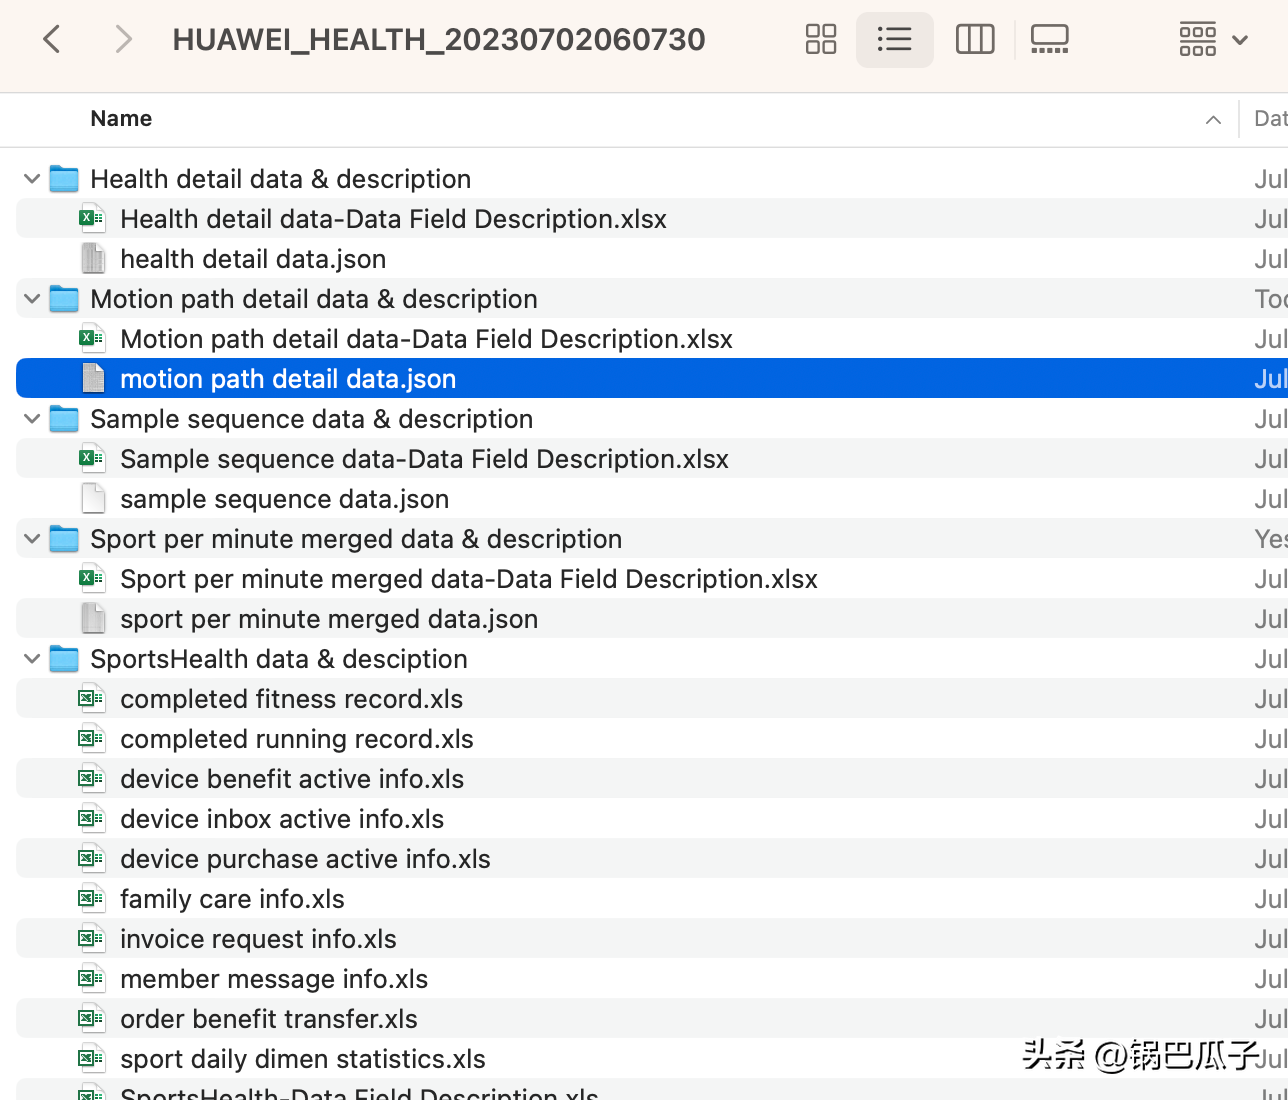 HUAWEI_HEALTH_20230702060730
Name Dat
Health detail data & description Jul
Health detail data-Data Field Description.xlsx Jul
health detail data.json Jul
Motion path detail data & description Too
Motion path detail data-Data Field Description.xlsx Jul
motion path detail data.json Jul
Sample sequence data & description Jul
Sample sequence data-Data Field Description.xlsx Jul
sample sequence data.json Jul
Sport per minute merged data & description Yes
Sport per minute merged data-Data Field Description.xlsx Jul
sport per minute merged data.json Jul
SportsHealth data & desciption Jul
completed fitness record.xls Jul
completed running record.xls Jul
device benefit active info.xls Jul
device inbox active info.xls Jul
device purchase active info.xls Jul
family care info.xls Jul
invoice request info.xls Jul
member message info.xls Jul
order benefit transfer.xls Jul
sport daily dimen statistics.xls Jul
头条 @锅巴瓜子
SportsHealth-Data Field Description.xls Jul